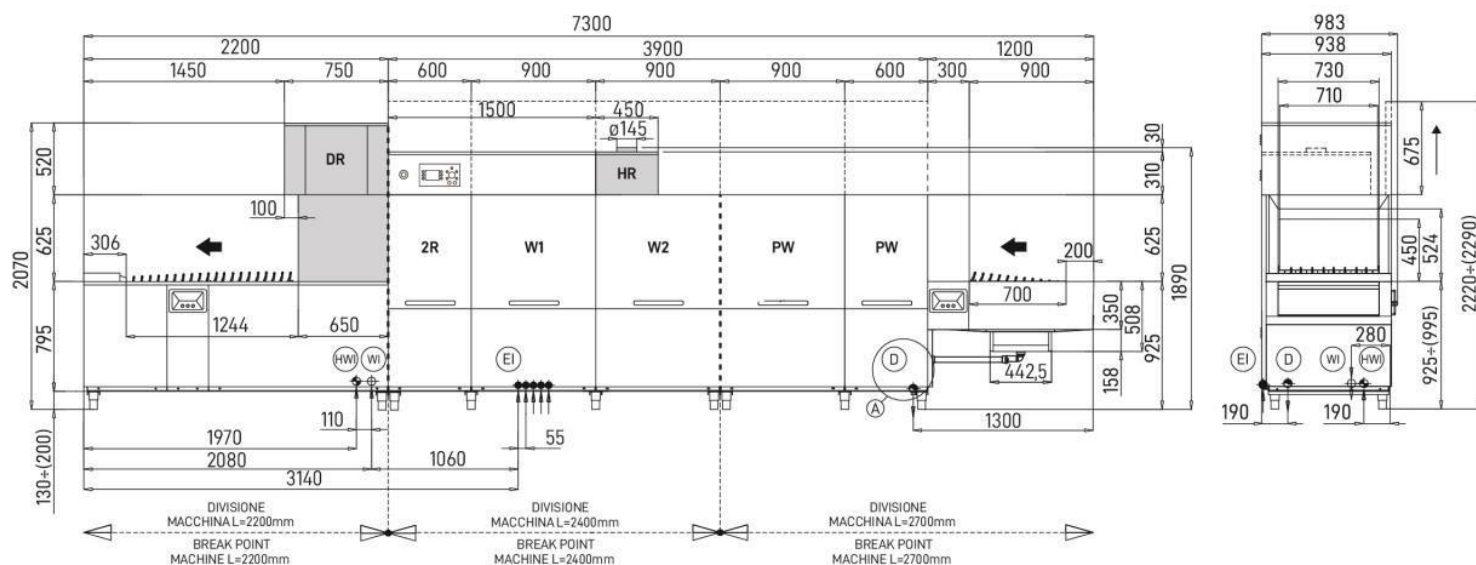 7300
983
2200
3900
1200
938
1450
750
600
900
900
900
600
300
900
730
1500
450
710
ø145
30
520
DR
HR
310
675
100
306
2070
625
2R
W1
W2
PW
PW
625
200
1890
450
524
2220÷(2290)
700
1244
650
350
508
795
925
280
925÷(995)
HWI
WI
EI
D
442,5
158
EI
D
WI
HWI
A
110
1300
190
190
1970
55
2080
1060
130÷(200)
3140
DIVISIONE
MACCHINA L=2200mm
DIVISIONE
MACCHINA L=2400mm
DIVISIONE
MACCHINA L=2700mm
BREAK POINT
MACHINE L=2200mm
BREAK POINT
MACHINE L=2400mm
BREAK POINT
MACHINE L=2700mm